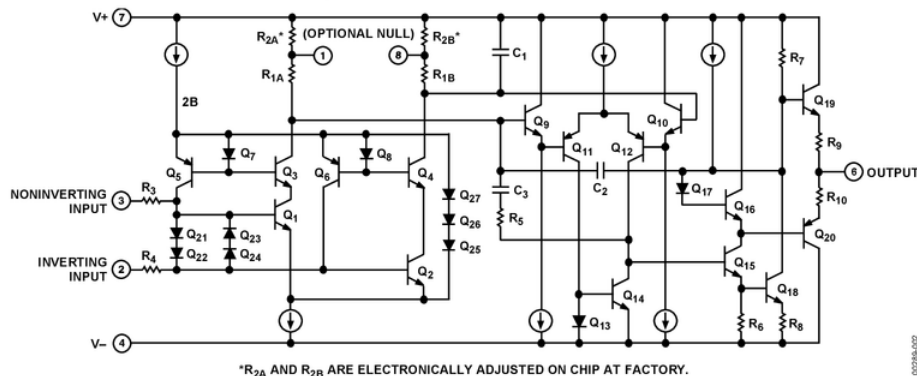 V+ 7
R2A* (OPTIONAL NULL) R2B*
1 8
R1A R1B
C1
R7
2B
Q9 Q10 Q19
Q11 Q12
R9
Q5 Q7 Q3 Q6 Q8 Q4
C2
6 OUTPUT
NONINVERTING
INPUT
3 R3
Q27 C3 Q17 Q16 R10
Q21 Q23 Q1 Q26 R5 Q20
Q22 Q24 Q25
Q15
INVERTING
INPUT
2 R4
Q2 Q14 Q18
Q13 R6 R8
V– 4
*R2A AND R2B ARE ELECTRONICALLY ADJUSTED ON CHIP AT FACTORY.
00289-002